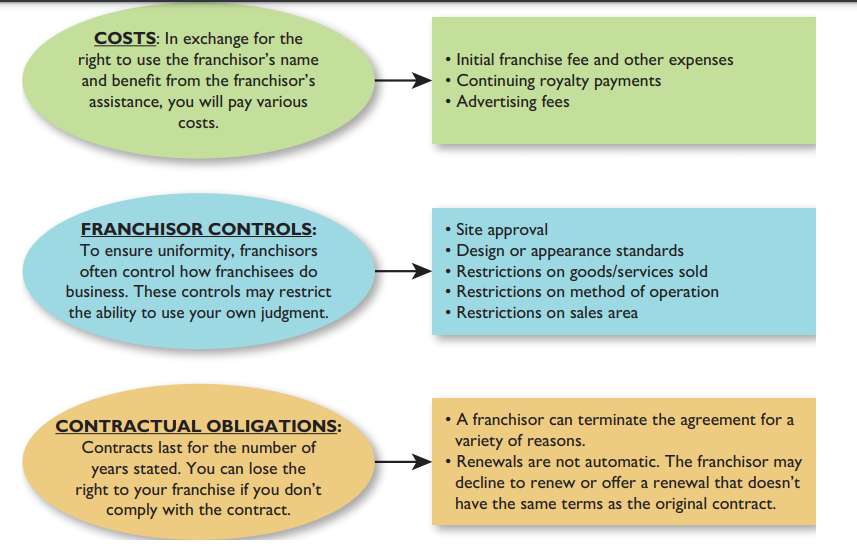 COSTS: In exchange for the
right to use the franchisor's name
and benefit from the franchisor's
assistance, you will pay various
costs.
• Initial franchise fee and other expenses
• Continuing royalty payments
• Advertising fees
FRANCHISOR CONTROLS:
To ensure uniformity, franchisors
often control how franchisees do
business. These controls may restrict
the ability to use your own judgment.
• Site approval
• Design or appearance standards
• Restrictions on goods/services sold
• Restrictions on method of operation
• Restrictions on sales area
CONTRACTUAL OBLIGATIONS:
Contracts last for the number of
years stated. You can lose the
right to your franchise if you don't
comply with the contract.
• A franchisor can terminate the agreement for a
variety of reasons.
• Renewals are not automatic. The franchisor may
decline to renew or offer a renewal that doesn't
have the same terms as the original contract.